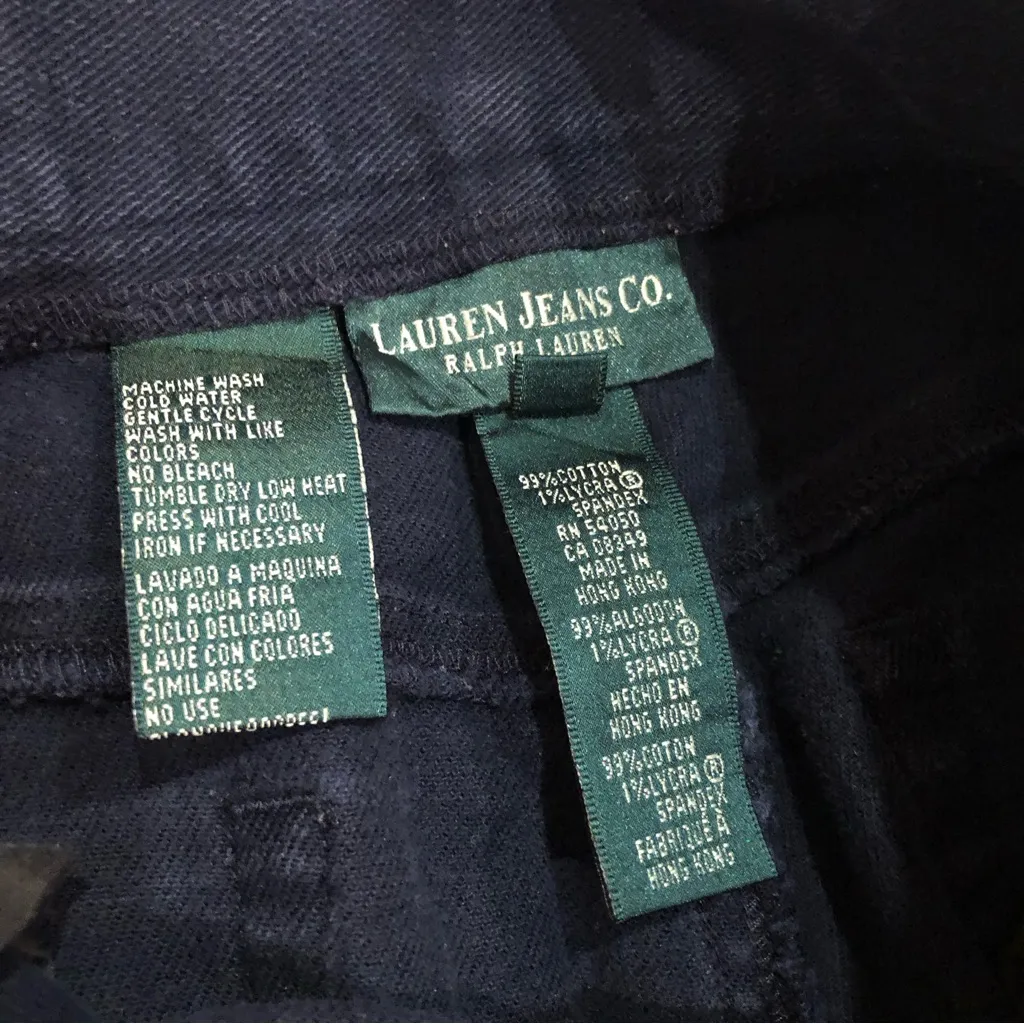 LAUREN JEANS CO.
RALPH LAUREN
MACHINE WASH
COLD WATER
GENTLE CYCLE
WASH WITH LIKE
COLORS
NO BLEACH
TUMBLE DRY LOW HEAT
PRESS WITH COOL
IRON IF NECESSARY
LAVADO A MAQUINA
CON AGUA FRIA
CICLO DELICADO
LAVE CON COLORES
SIMILARES
NO USE
99%COTTON
1%LYCRA®
SPANDEX
RN 54050
CA 08349
MADE IN
HONG KONG
99%ALGODON
1%LYCRA®
SPANDEX
HECHO EN
HONG KONG
99%COTON
1%LYCRA®
SPANDEX
FABRIQUÉ À
HONG KONG